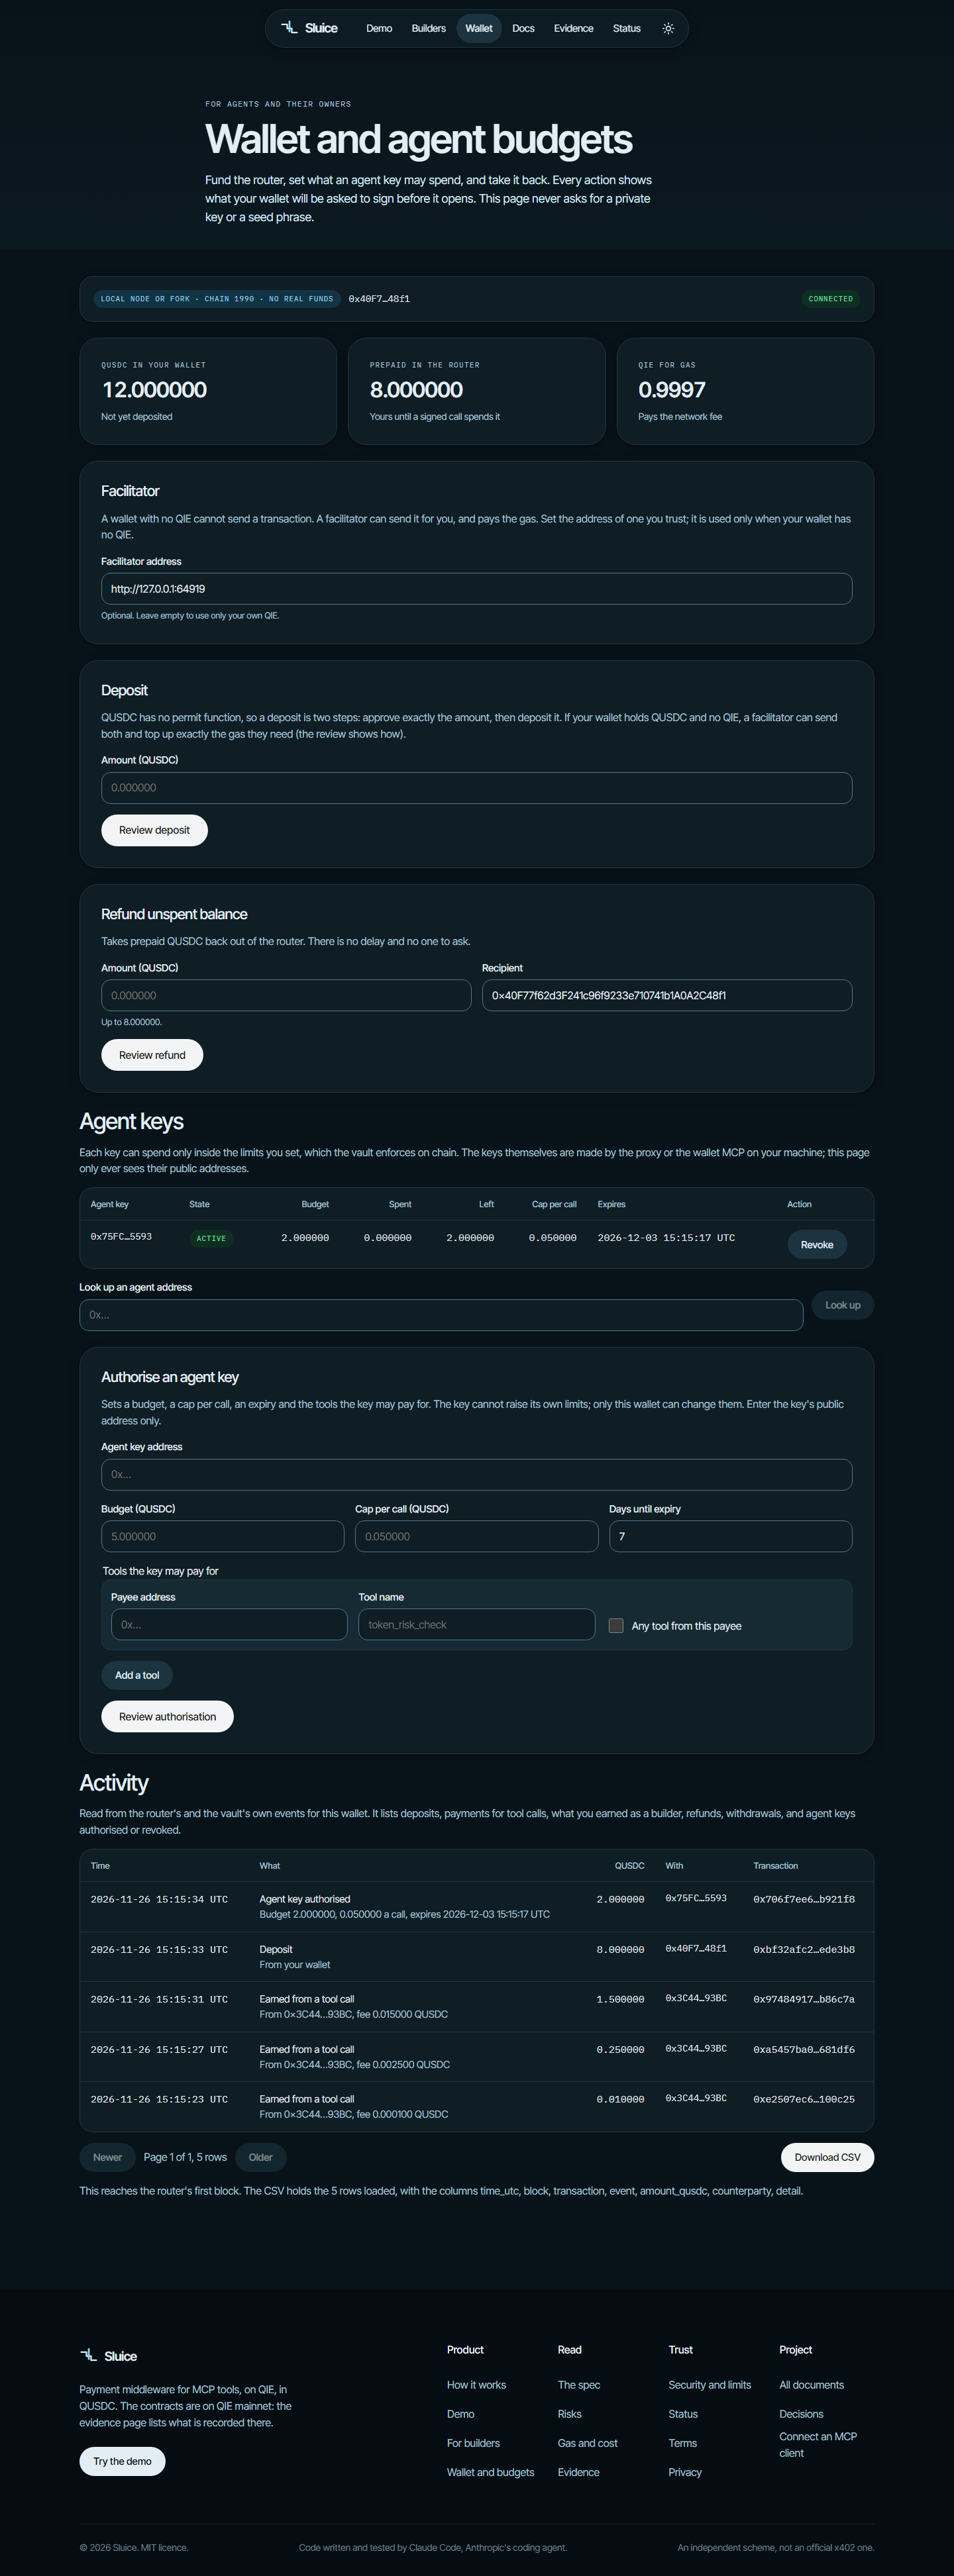 Sluice
Demo
Builders
Wallet
Docs
Evidence
Status
FOR AGENTS AND THEIR OWNERS
Wallet and agent budgets
Fund the router, set what an agent key may spend, and take it back. Every action shows
what your wallet will be asked to sign before it opens. This page never asks for a private
key or a seed phrase.
LOCAL NODE OR FORK · CHAIN 1990 · NO REAL FUNDS
0x40F7…48f1
CONNECTED
QUSDC IN YOUR WALLET
12.000000
Not yet deposited
PREPAID IN THE ROUTER
8.000000
Yours until a signed call spends it
QIE FOR GAS
0.9997
Pays the network fee
Facilitator
A wallet with no QIE cannot send a transaction. A facilitator can send it for you, and pays the gas. Set the address of one you trust; it is used only when your wallet has
no QIE.
Facilitator address
http://127.0.0.1:64919
Optional. Leave empty to use only your own QIE.
Deposit
QUSDC has no permit function, so a deposit is two steps: approve exactly the amount, then deposit it. If your wallet holds QUSDC and no QIE, a facilitator can send
both and top up exactly the gas they need (the review shows how).
Amount (QUSDC)
0.000000
Review deposit
Refund unspent balance
Takes prepaid QUSDC back out of the router. There is no delay and no one to ask.
Amount (QUSDC)
Recipient
0.000000
0x40F77f62d3F241c96f9233e710741b1A0A2C48f1
Up to 8.000000.
Review refund
Agent keys
Each key can spend only inside the limits you set, which the vault enforces on chain. The keys themselves are made by the proxy or the wallet MCP on your machine; this page
only ever sees their public addresses.
Agent key State Budget Spent Left Cap per call Expires Action
0x75FC…5593 ACTIVE 2.000000 0.000000 2.000000 0.050000 2026-12-03 15:15:17 UTC Revoke
Look up an agent address
0x…
Look up
Authorise an agent key
Sets a budget, a cap per call, an expiry and the tools the key may pay for. The key cannot raise its own limits; only this wallet can change them. Enter the key's public
address only.
Agent key address
0x…
Budget (QUSDC)
Cap per call (QUSDC)
Days until expiry
5.000000
0.050000
7
Tools the key may pay for
Payee address
Tool name
0x…
token_risk_check
Any tool from this payee
Add a tool
Review authorisation
Activity
Read from the router's and the vault's own events for this wallet. It lists deposits, payments for tool calls, what you earned as a builder, refunds, withdrawals, and agent keys
authorised or revoked.
Time What QUSDC With Transaction
2026-11-26 15:15:34 UTC Agent key authorised 2.000000 0x75FC…5593 0x706f7ee6…b921f8
Budget 2.000000, 0.050000 a call, expires 2026-12-03 15:15:17 UTC
2026-11-26 15:15:33 UTC Deposit 8.000000 0x40F7…48f1 0xbf32afc2…ede3b8
From your wallet
2026-11-26 15:15:31 UTC Earned from a tool call 1.500000 0x3C44…93BC 0x97484917…b86c7a
From 0x3C44…93BC, fee 0.015000 QUSDC
2026-11-26 15:15:27 UTC Earned from a tool call 0.250000 0x3C44…93BC 0xa5457ba0…681df6
From 0x3C44…93BC, fee 0.002500 QUSDC
2026-11-26 15:15:23 UTC Earned from a tool call 0.010000 0x3C44…93BC 0xe2507ec6…100c25
From 0x3C44…93BC, fee 0.000100 QUSDC
Newer
Page 1 of 1, 5 rows
Older
Download CSV
This reaches the router's first block. The CSV holds the 5 rows loaded, with the columns time_utc, block, transaction, event, amount_qusdc, counterparty, detail.
Sluice
Payment middleware for MCP tools, on QIE, in
QUSDC. The contracts are on QIE mainnet: the
evidence page lists what is recorded there.
Try the demo
Product
How it works
Demo
For builders
Wallet and budgets
Read
The spec
Risks
Gas and cost
Evidence
Trust
Security and limits
Status
Terms
Privacy
Project
All documents
Decisions
Connect an MCP
client
© 2026 Sluice. MIT licence.
Code written and tested by Claude Code, Anthropic's coding agent.
An independent scheme, not an official x402 one.